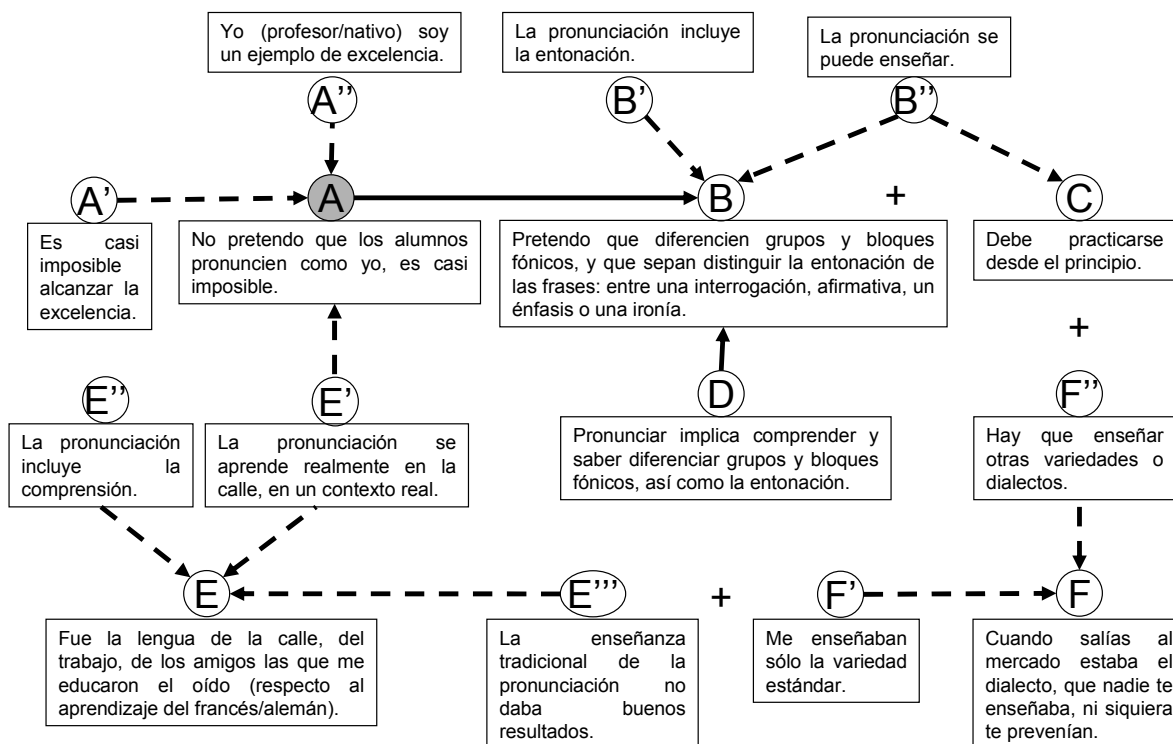 Yo (profesor/nativo) soy
un ejemplo de excelencia.
La pronunciación incluye
la entonación.
La pronunciación se
puede enseñar.
A''
B'
B''
A'
A
B
+
C
Es casi
imposible
alcanzar la
excelencia.
No pretendo que los alumnos
pronuncien como yo, es casi
imposible.
Pretendo que diferencien grupos y bloques
fónicos, y que sepan distinguir la entonación de
las frases: entre una interrogación, afirmativa, un
énfasis o una ironía.
Debe practicarse
desde el principio.
+
E''
E'
D
F''
La pronunciación
incluye la
comprensión.
La pronunciación se
aprende realmente en la
calle, en un contexto real.
Pronunciar implica comprender y
saber diferenciar grupos y bloques
fónicos, así como la entonación.
Hay que enseñar
otras variedades o
dialectos.
E
E'''
+
F'
F
Fue la lengua de la calle, del
trabajo, de los amigos las que me
educaron el oído (respecto al
aprendizaje del francés/alemán).
La enseñanza
tradicional de la
pronunciación no
daba buenos
resultados.
Me enseñaban
sólo la variedad
estándar.
Cuando salías al
mercado estaba el
dialecto, que nadie te
enseñaba, ni siquiera
te prevenían.